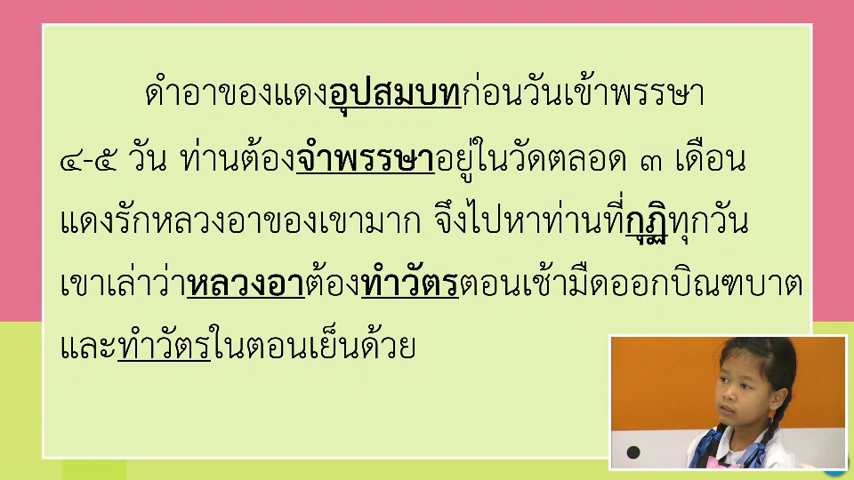 ดำอาของแดงอุปสมบทก่อนวันเข้าพรรษา
๔-๕ วัน ท่านต้องจำพรรษาอยู่ในวัดตลอด ๓ เดือน
แดงรักหลวงอาของเขามาก จึงไปหาท่านที่กุฏิทุกวัน
เขาเล่าว่าหลวงอาต้องทำวัตรตอนเช้ามืดออกบิณฑบาต
และทำวัตรในตอนเย็นด้วย